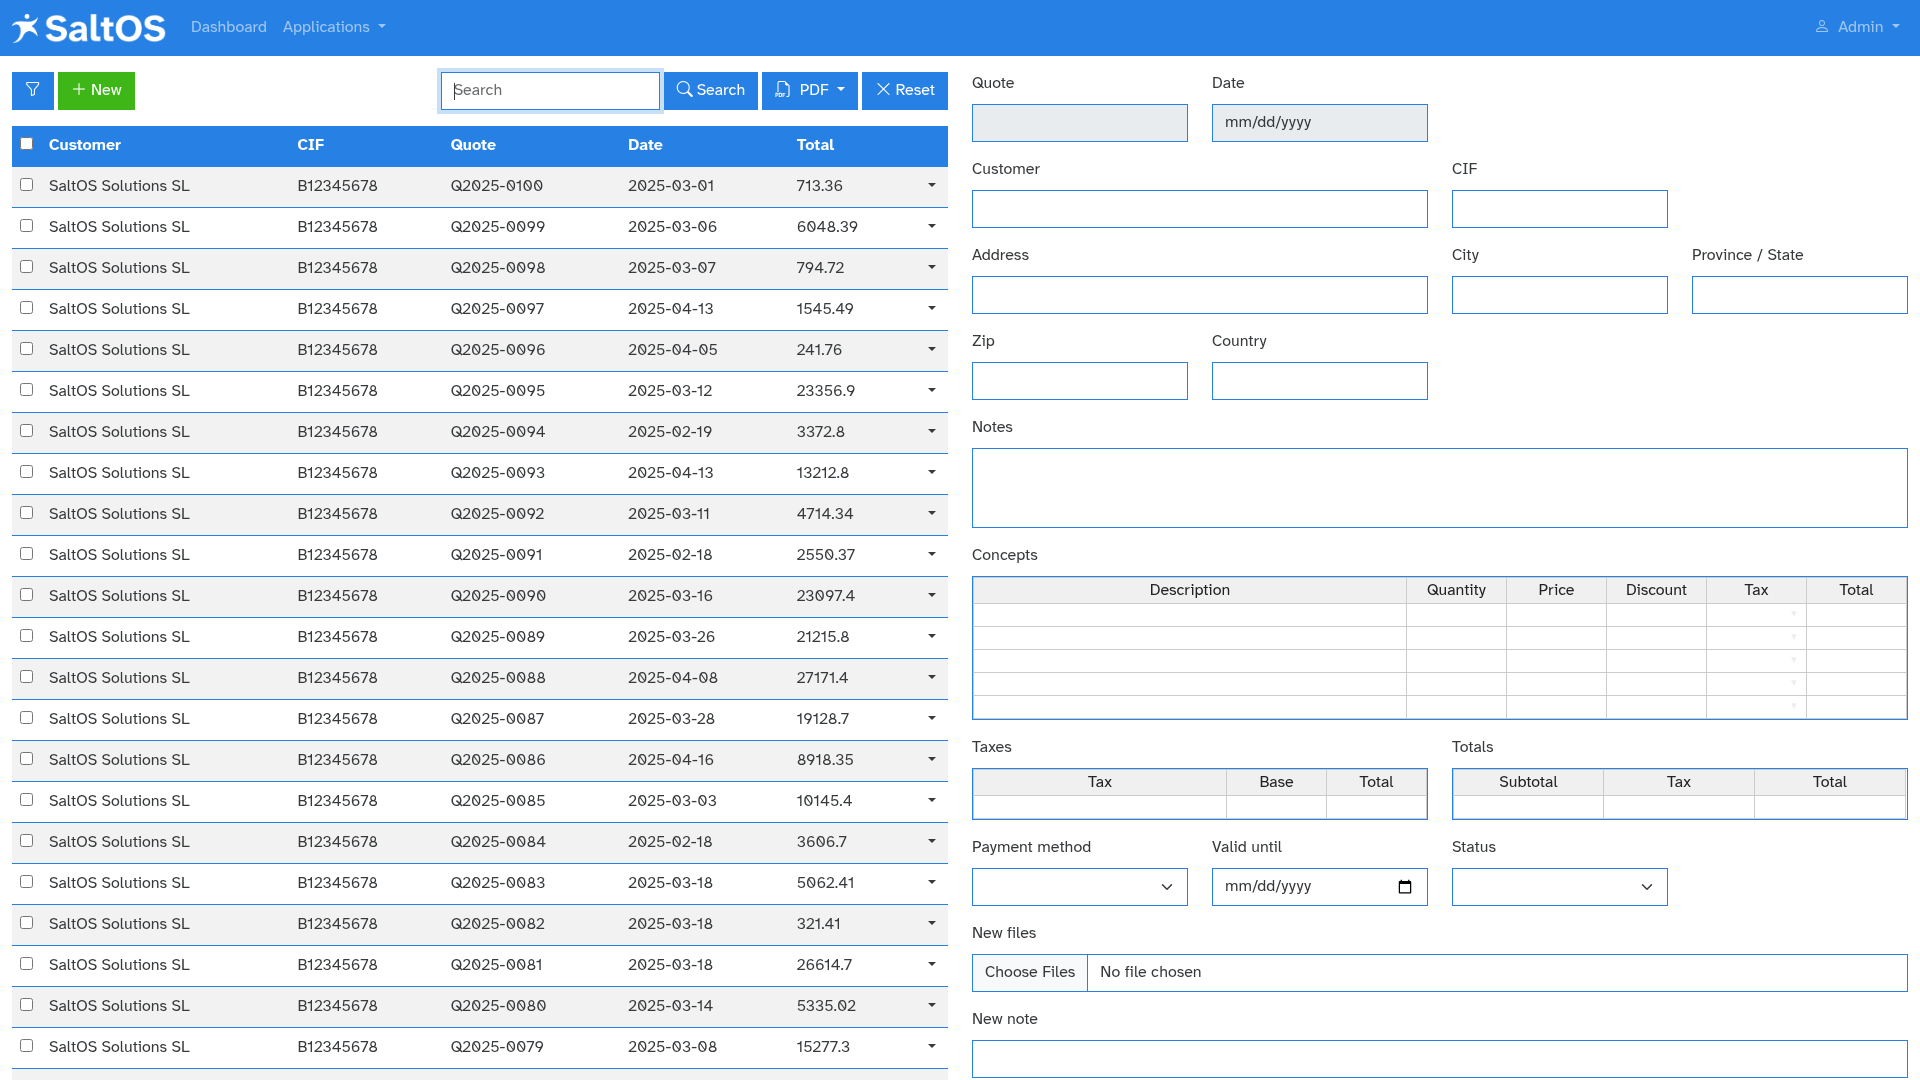 SaltOS Dashboard Applications Admin
New Search Search PDF Reset
Customer CIF Quote Date Total
SaltOS Solutions SL B12345678 Q2025-0100 2025-03-01 713.36
SaltOS Solutions SL B12345678 Q2025-0099 2025-03-06 6048.39
SaltOS Solutions SL B12345678 Q2025-0098 2025-03-07 794.72
SaltOS Solutions SL B12345678 Q2025-0097 2025-04-13 1545.49
SaltOS Solutions SL B12345678 Q2025-0096 2025-04-05 241.76
SaltOS Solutions SL B12345678 Q2025-0095 2025-03-12 23356.9
SaltOS Solutions SL B12345678 Q2025-0094 2025-02-19 3372.8
SaltOS Solutions SL B12345678 Q2025-0093 2025-04-13 13212.8
SaltOS Solutions SL B12345678 Q2025-0092 2025-03-11 4714.34
SaltOS Solutions SL B12345678 Q2025-0091 2025-02-18 2550.37
SaltOS Solutions SL B12345678 Q2025-0090 2025-03-16 23097.4
SaltOS Solutions SL B12345678 Q2025-0089 2025-03-26 21215.8
SaltOS Solutions SL B12345678 Q2025-0088 2025-04-08 27171.4
SaltOS Solutions SL B12345678 Q2025-0087 2025-03-28 19128.7
SaltOS Solutions SL B12345678 Q2025-0086 2025-04-16 8918.35
SaltOS Solutions SL B12345678 Q2025-0085 2025-03-03 10145.4
SaltOS Solutions SL B12345678 Q2025-0084 2025-02-18 3606.7
SaltOS Solutions SL B12345678 Q2025-0083 2025-03-18 5062.41
SaltOS Solutions SL B12345678 Q2025-0082 2025-03-18 321.41
SaltOS Solutions SL B12345678 Q2025-0081 2025-03-18 26614.7
SaltOS Solutions SL B12345678 Q2025-0080 2025-03-14 5335.02
SaltOS Solutions SL B12345678 Q2025-0079 2025-03-08 15277.3
Quote Date
mm/dd/yyyy
Customer CIF
Address City Province / State
Zip Country
Notes
Concepts
Description Quantity Price Discount Tax Total
Taxes Totals
Tax Base Total Subtotal Tax Total
Payment method Valid until Status
mm/dd/yyyy
New files
Choose Files No file chosen
New note